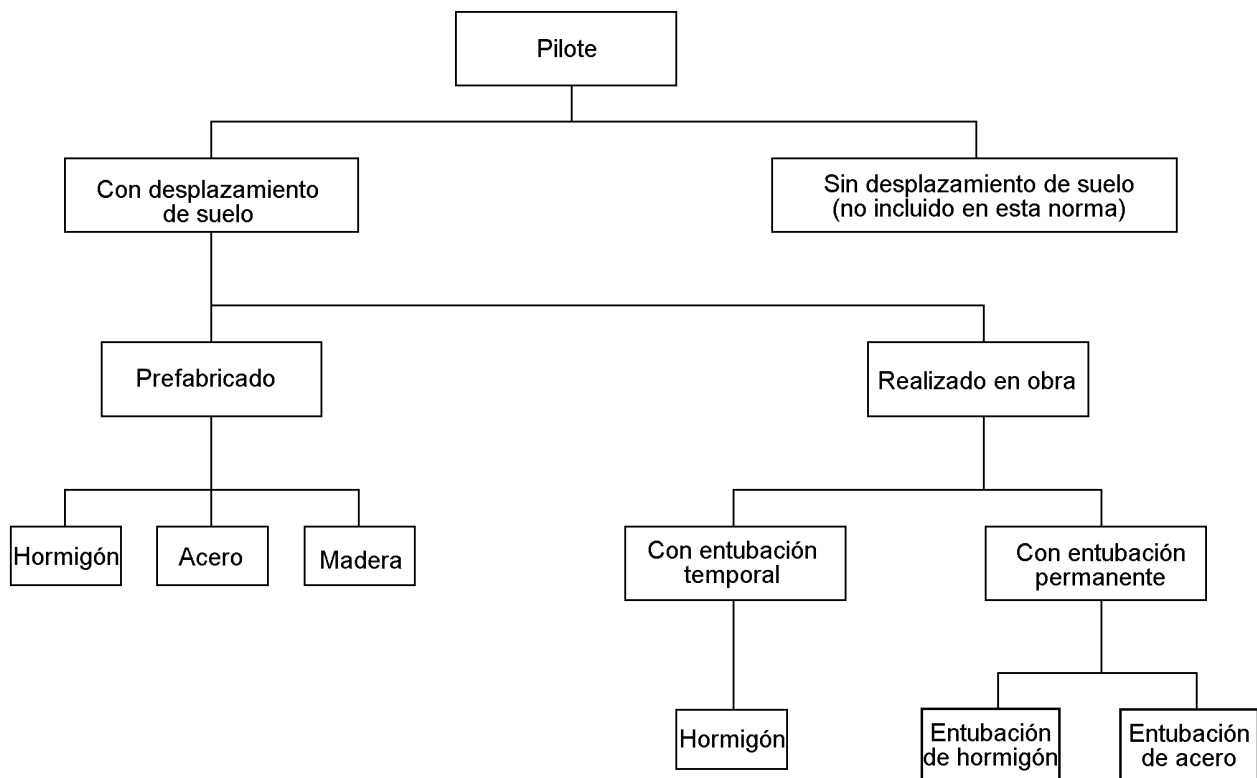 Pilote
Con desplazamiento
de suelo
Sin desplazamiento de suelo
(no incluido en esta norma)
Prefabricado
Realizado en obra
Hormigón
Acero
Madera
Con entubación
temporal
Con entubación
permanente
Hormigón
Entubación
de hormigón
Entubación
de acero